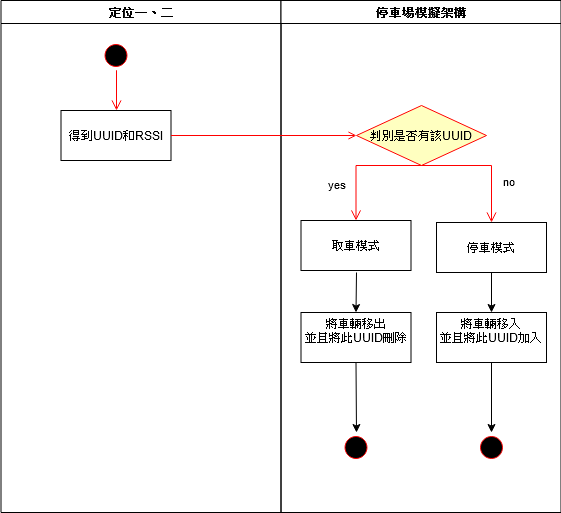 定位一、二
停車場模擬架構
得到UUID和RSSI
判別是否有該UUID
yes
no
取車模式
停車模式
將車輛移出
並且將此UUID刪除
將車輛移入
並且將此UUID加入